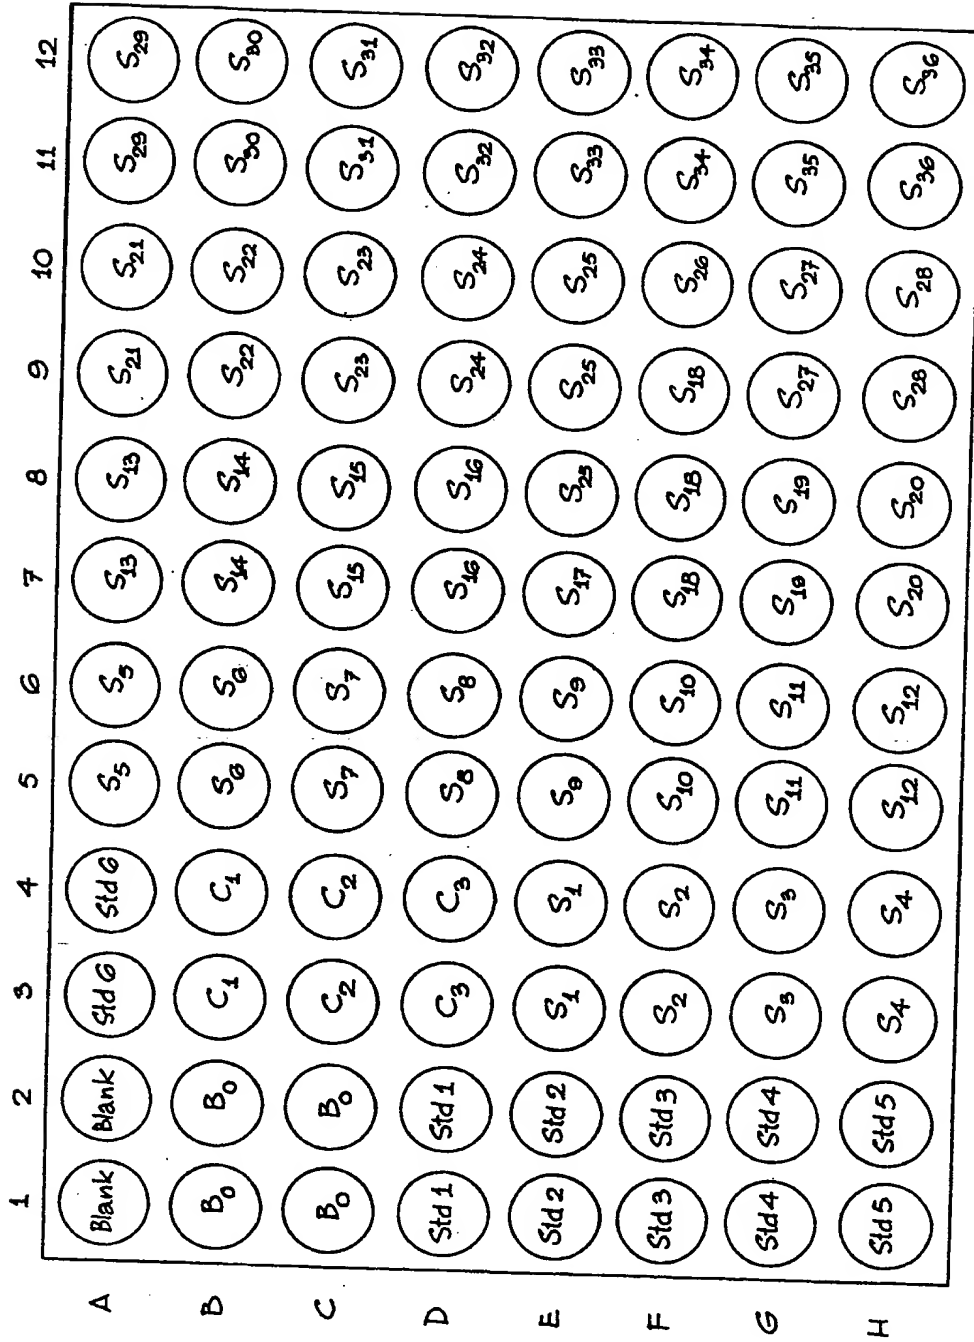 1 2 3 4 5 6 7 8 9 10 11 12
A Blank Blank Std 6 Std 6 S₅ S₅ S₁₃ S₁₃ S₂₁ S₂₁ S₂₉ S₂₉
B B₀ B₀ C₁ C₁ S₆ S₆ S₁₄ S₁₄ S₂₂ S₂₂ S₃₀ S₃₀
C B₀ B₀ C₂ C₂ S₇ S₇ S₁₅ S₁₅ S₂₃ S₂₃ S₃₁ S₃₁
D Std 1 Std 1 C₃ C₃ S₈ S₈ S₁₆ S₁₆ S₂₄ S₂₄ S₃₂ S₃₂
E Std 2 Std 2 S₁ S₁ S₉ S₉ S₁₇ S₂₅ S₂₅ S₂₅ S₃₃ S₃₃
F Std 3 Std 3 S₂ S₂ S₁₀ S₁₀ S₁₈ S₁₈ S₁₈ S₂₆ S₃₄ S₃₄
G Std 4 Std 4 S₃ S₃ S₁₁ S₁₁ S₁₉ S₁₉ S₂₇ S₂₇ S₃₅ S₃₅
H Std 5 Std 5 S₄ S₄ S₁₂ S₁₂ S₂₀ S₂₀ S₂₈ S₂₈ S₃₆ S₃₆